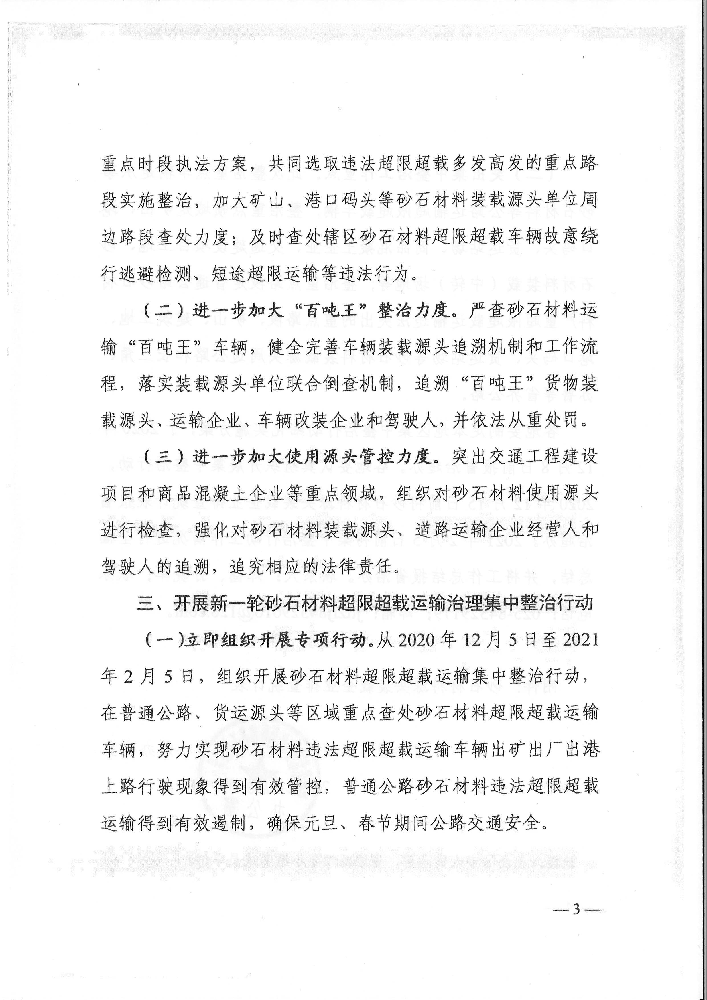 重点时段执法方案，共同选取违法超限超载多发高发的重点路
段实施整治，加大矿山、港口码头等砂石材料装载源头单位周
边路段查处力度；及时查处辖区砂石材料超限超载车辆故意绕
行逃避检测、短途超限运输等违法行为。
（二）进一步加大“百吨王”整治力度。严查砂石材料运
输“百吨王”车辆，健全完善车辆装载源头追溯机制和工作流
程，落实装载源头单位联合倒查机制，追溯“百吨王”货物装
载源头、运输企业、车辆改装企业和驾驶人，并依法从重处罚。
（三）进一步加大使用源头管控力度。突出交通工程建设
项目和商品混凝土企业等重点领域，组织对砂石材料使用源头
进行检查，强化对砂石材料装载源头、道路运输企业经营人和
驾驶人的追溯，追究相应的法律责任。
三、开展新一轮砂石材料超限超载运输治理集中整治行动
（一）立即组织开展专项行动。从 2020 年 12 月 5 日至 2021
年 2 月 5 日，组织开展砂石材料超限超载运输集中整治行动，
在普通公路、货运源头等区域重点查处砂石材料超限超载运输
车辆，努力实现砂石材料违法超限超载运输车辆出矿出厂出港
上路行驶现象得到有效管控，普通公路砂石材料违法超限超载
运输得到有效遏制，确保元旦、春节期间公路交通安全。
— 3 —